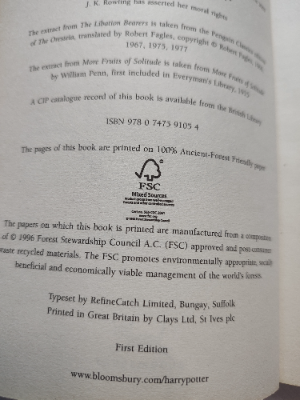 J. K. Rowling has asserted her moral rights
The extract from The Libation Bearers is taken from the Penguin Classics edition
of The Oresteia, translated by Robert Fagles, copyright © Robert Fagles, 1966,
1967, 1975, 1977
The extract from More Fruits of Solitude is taken from More Fruits of Solitude
by William Penn, first included in Everyman's Library, 1915
A CIP catalogue record of this book is available from the British Library
ISBN 978 0 7475 9105 4
The pages of this book are printed on 100% Ancient-Forest Friendly paper
FSC
Mixed Sources
The papers on which this book is printed are manufactured from a composition
of © 1996 Forest Stewardship Council A.C. (FSC) approved and post-consumer
waste recycled materials. The FSC promotes environmentally appropriate, socially
beneficial and economically viable management of the world's forests.
Typeset by RefineCatch Limited, Bungay, Suffolk
Printed in Great Britain by Clays Ltd, St Ives plc
First Edition
www.bloomsbury.com/harrypotter